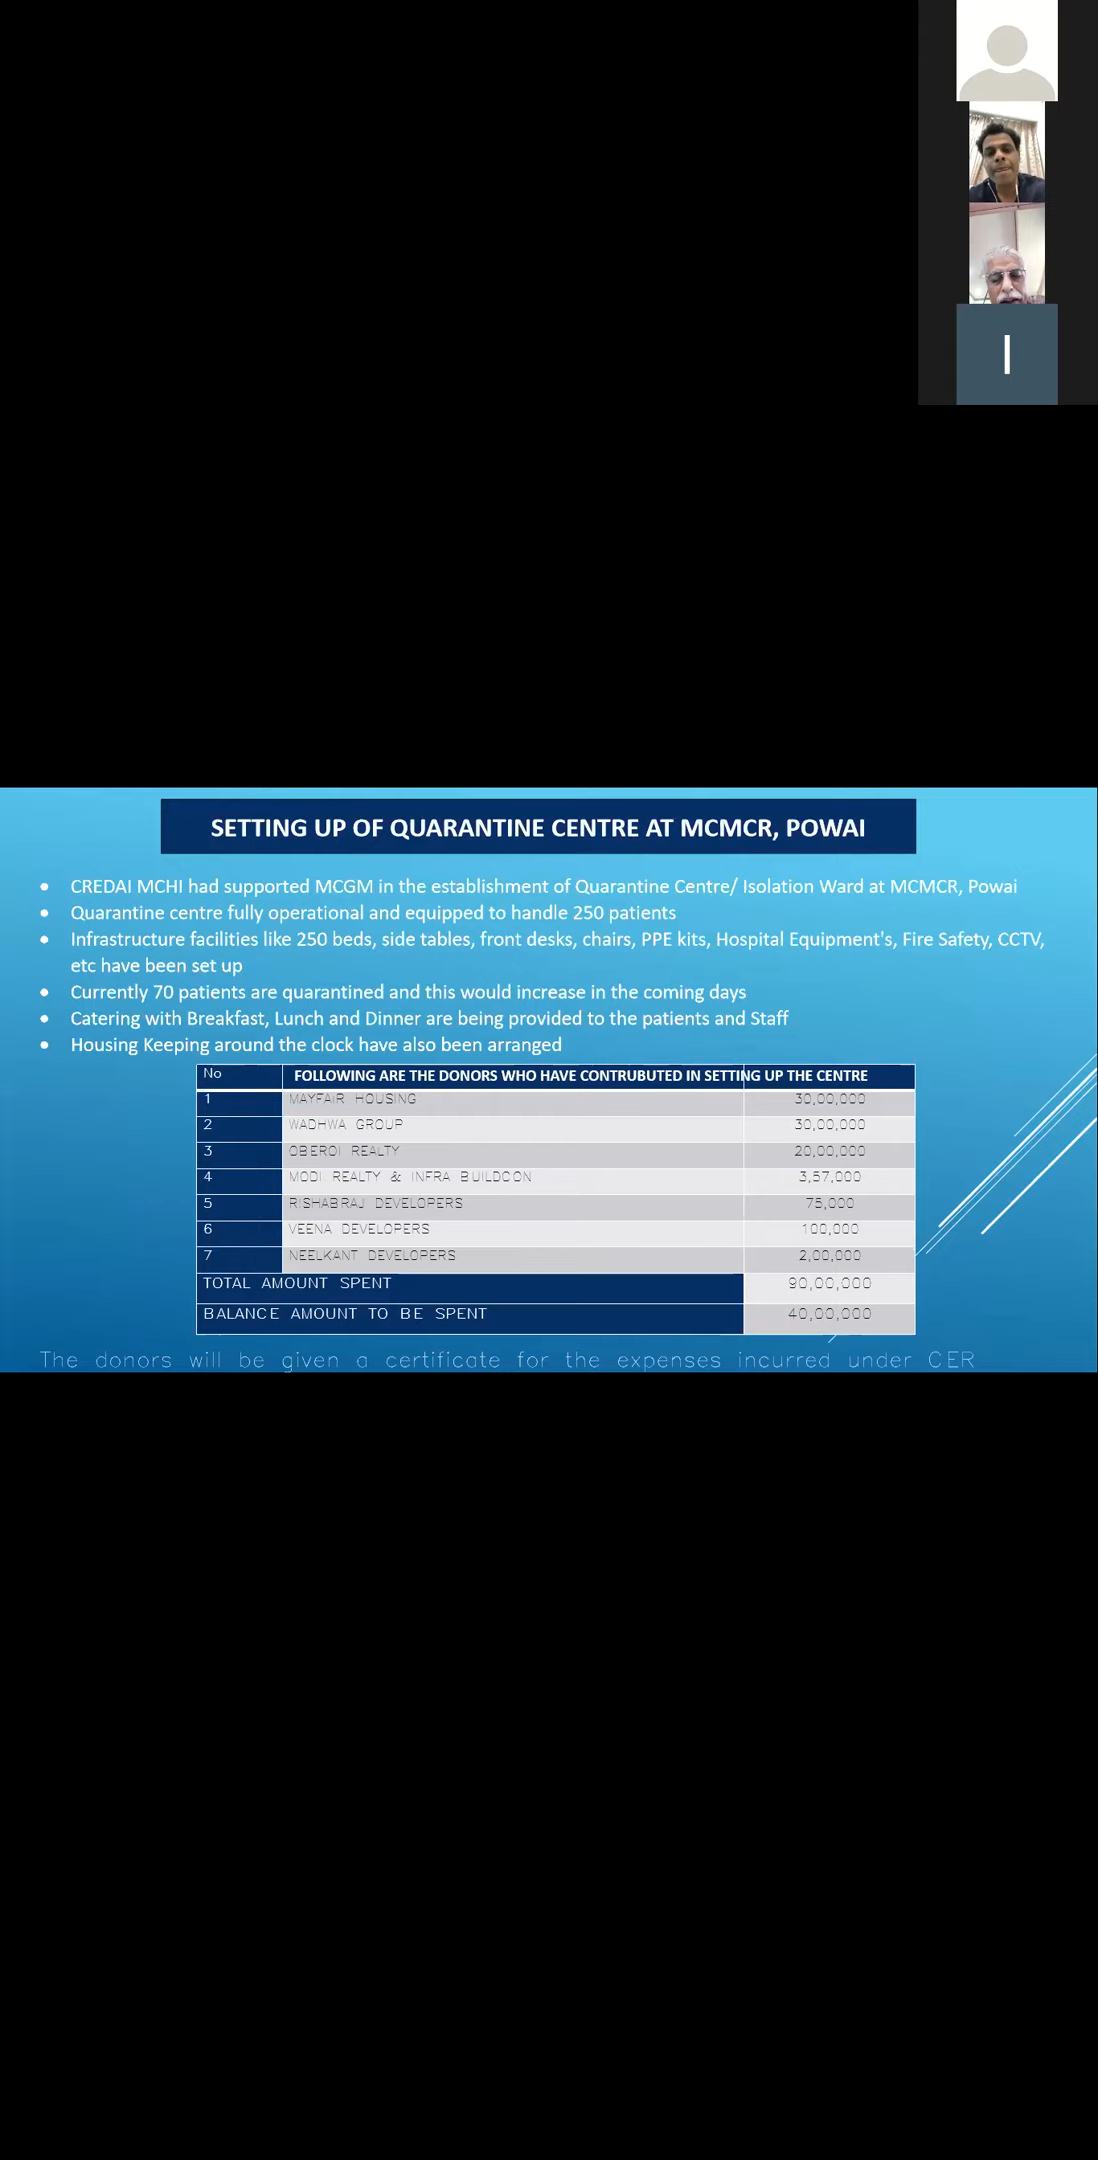 I
SETTING UP OF QUARANTINE CENTRE AT MCMCR, POWAI
• CREDAI MCHI had supported MCGM in the establishment of Quarantine Centre/ Isolation Ward at MCMCR, Powai
• Quarantine centre fully operational and equipped to handle 250 patients
• Infrastructure facilities like 250 beds, side tables, front desks, chairs, PPE kits, Hospital Equipment's, Fire Safety, CCTV,
etc have been set up
• Currently 70 patients are quarantined and this would increase in the coming days
• Catering with Breakfast, Lunch and Dinner are being provided to the patients and Staff
• Housing Keeping around the clock have also been arranged
No FOLLOWING ARE THE DONORS WHO HAVE CONTRUBUTED IN SETTING UP THE CENTRE
1 MAYFAIR HOUSING 30,00,000
2 WADHWA GROUP 30,00,000
3 OBEROI REALTY 20,00,000
4 MODI REALTY & INFRA BUILDCON 3,57,000
5 RISHABRAJ DEVELOPERS 75,000
6 VEENA DEVELOPERS 100,000
7 NEELKANT DEVELOPERS 2,00,000
TOTAL AMOUNT SPENT 90,00,000
BALANCE AMOUNT TO BE SPENT 40,00,000
The donors will be given a certificate for the expenses incurred under CER